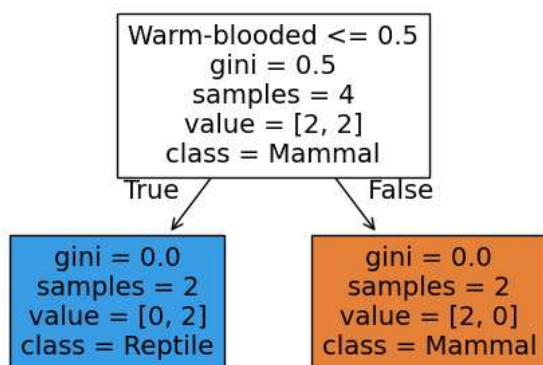 Warm-blooded <= 0.5
gini = 0.5
samples = 4
value = [2, 2]
class = Mammal
True
False
gini = 0.0
samples = 2
value = [0, 2]
class = Reptile
gini = 0.0
samples = 2
value = [2, 0]
class = Mammal